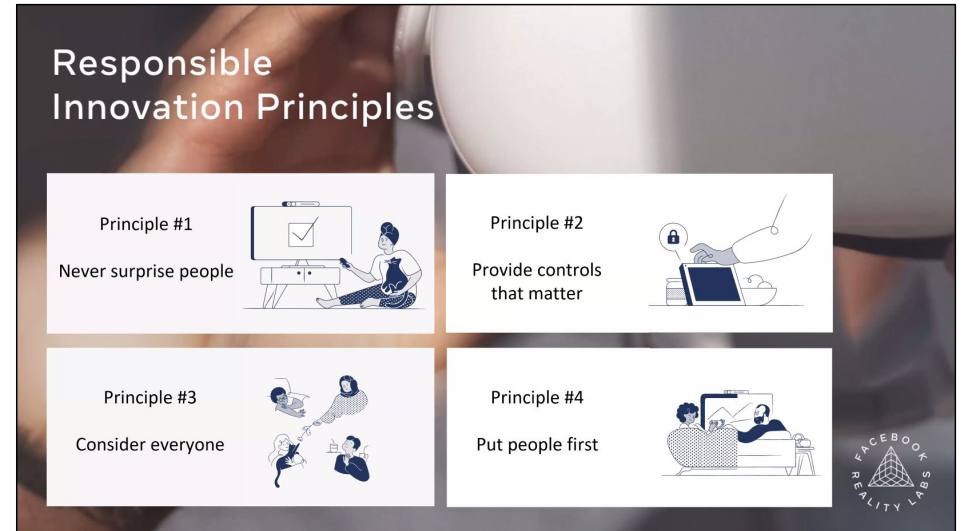 Responsible
Innovation Principles
Principle #1
Never surprise people
Principle #2
Provide controls
that matter
Principle #3
Consider everyone
Principle #4
Put people first
FACEBOOK
REALITY LABS